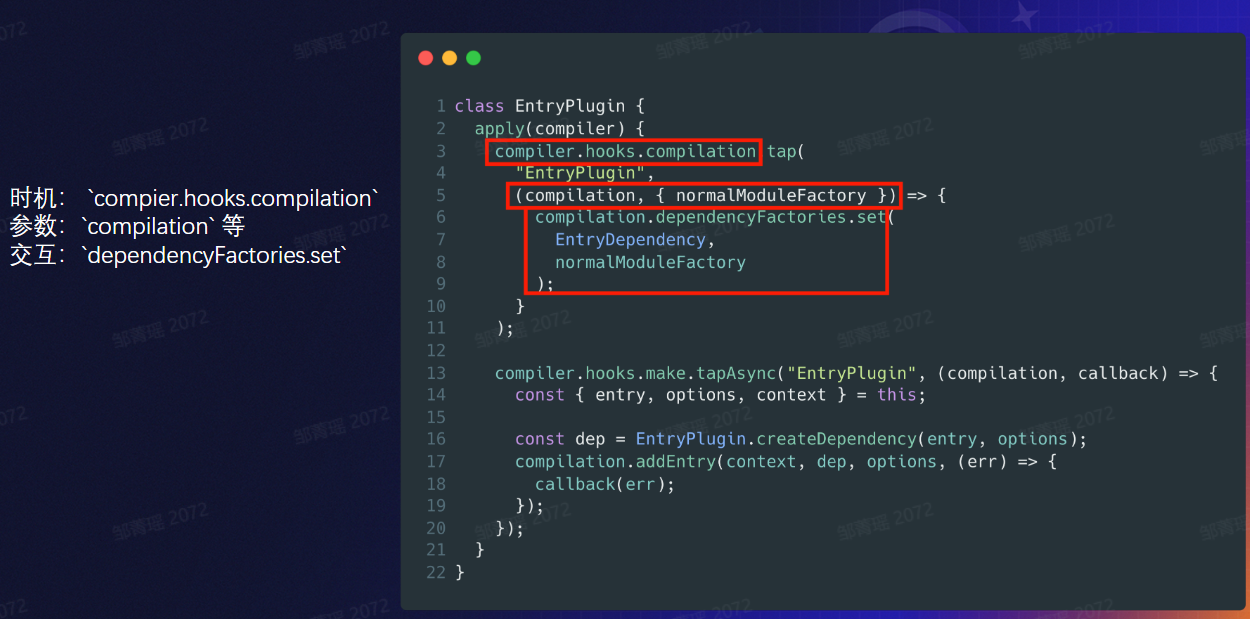 时机： `compier.hooks.compilation`
参数：`compilation` 等
交互：`dependencyFactories.set`
1 class EntryPlugin {
2   apply(compiler) {
3     compiler.hooks.compilation.tap(
4       "EntryPlugin",
5       (compilation, { normalModuleFactory }) => {
6         compilation.dependencyFactories.set(
7           EntryDependency,
8           normalModuleFactory
9         );
10       }
11     );
12
13     compiler.hooks.make.tapAsync("EntryPlugin", (compilation, callback) => {
14       const { entry, options, context } = this;
15
16       const dep = EntryPlugin.createDependency(entry, options);
17       compilation.addEntry(context, dep, options, (err) => {
18         callback(err);
19       });
20     });
21   }
22 }
邹菁瑶 2072